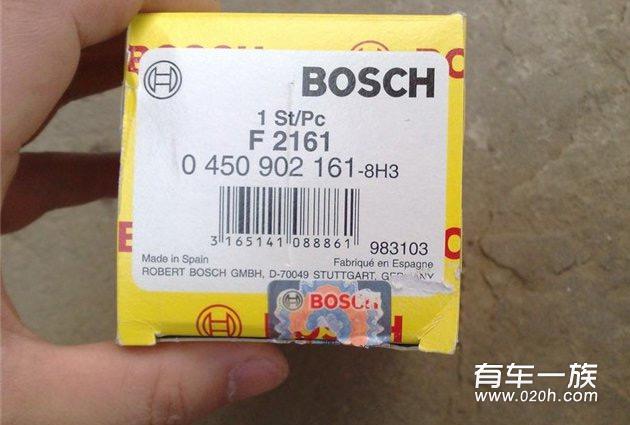 BOSCH
1 St/Pc
F 2161
0 450 902 161-8H3
3 165141 088861
983103
Made in Spain
Fabriqué en Espagne
ROBERT BOSCH GMBH, D-70049 STUTTGART, GERMANY
BOSCH
有车一族
www.020h.com